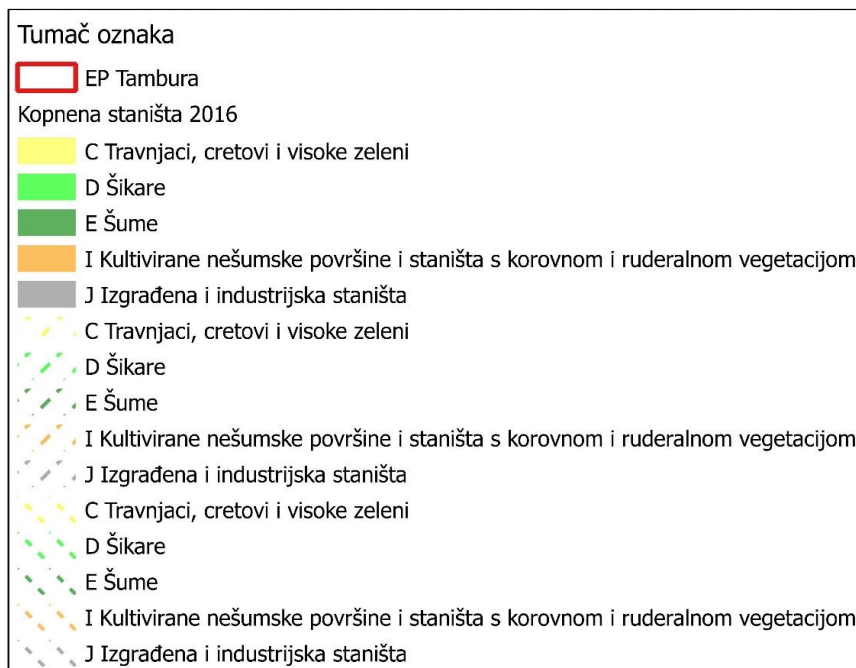 Tumač oznaka
EP Tambura
Kopnena staništa 2016
C Travnjaci, cretovi i visoke zeleni
D Šikare
E Šume
I Kultivirane nešumske površine i staništa s korovnom i ruderalnom vegetacijom
J Izgrađena i industrijska staništa
C Travnjaci, cretovi i visoke zeleni
D Šikare
E Šume
I Kultivirane nešumske površine i staništa s korovnom i ruderalnom vegetacijom
J Izgrađena i industrijska staništa
C Travnjaci, cretovi i visoke zeleni
D Šikare
E Šume
I Kultivirane nešumske površine i staništa s korovnom i ruderalnom vegetacijom
J Izgrađena i industrijska staništa